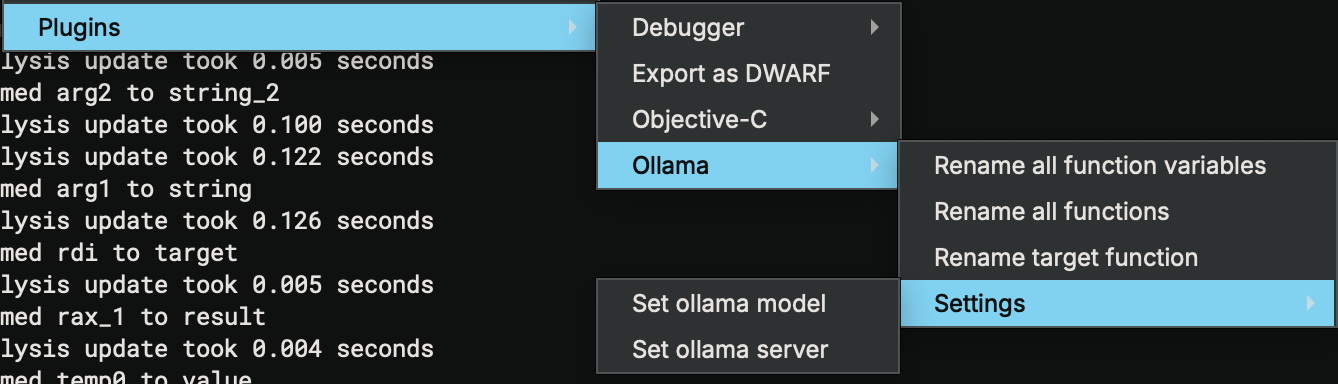 Plugins
Debugger
Export as DWARF
Objective-C
Ollama
Rename all function variables
Rename all functions
Rename target function
Settings
Set ollama model
Set ollama server
lysis update took 0.005 seconds
med arg2 to string_2
lysis update took 0.100 seconds
lysis update took 0.122 seconds
med arg1 to string
lysis update took 0.126 seconds
med rdi to target
lysis update took 0.005 seconds
med rax_1 to result
lysis update took 0.004 seconds
med temp0 to value